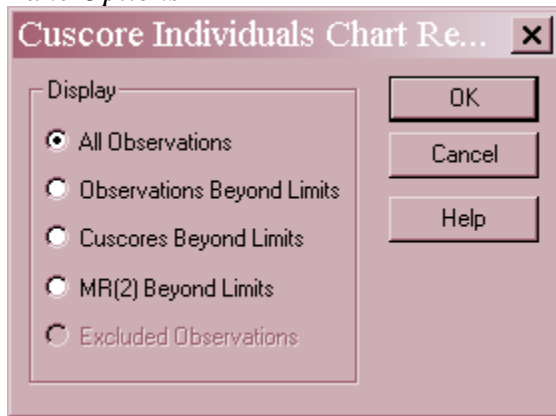 Cuscore Individuals Chart Re...
Display
All Observations
Observations Beyond Limits
Cuscores Beyond Limits
MR(2) Beyond Limits
Excluded Observations
OK
Cancel
Help